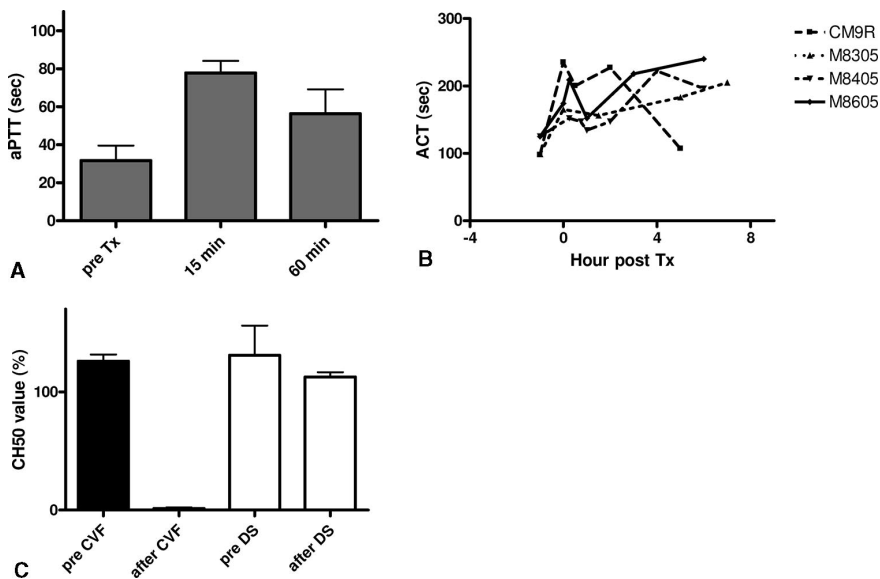 100
80
60
40
20
0
aPTT (sec)
pre Tx
15 min
60 min
A
300
200
100
0
ACT (sec)
-4
0
4
8
Hour post Tx
B
CM9R
M8305
M8405
M8605
100
0
CH50 value (%)
pre CVF
after CVF
pre DS
after DS
C